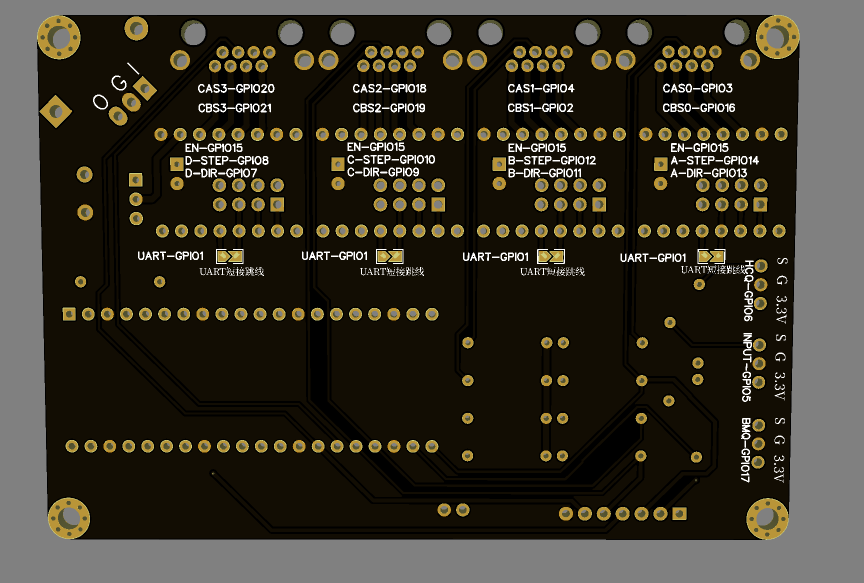 O G I
CAS3-GPIO20
CBS3-GPIO21
CAS2-GPIO18
CBS2-GPIO19
CAS1-GPIO4
CBS1-GPIO2
CAS0-GPIO3
CBS0-GPIO16
EN-GPIO15
D-STEP-GPIO8
D-DIR-GPIO7
EN-GPIO15
C-STEP-GPIO10
C-DIR-GPIO9
EN-GPIO15
B-STEP-GPIO12
B-DIR-GPIO11
EN-GPIO15
A-STEP-GPIO14
A-DIR-GPIO13
UART-GPIO1
UART短接跳线
UART-GPIO1
UART短接跳线
UART-GPIO1
UART短接跳线
UART-GPIO1
UART短接跳线
HCQ-GPIO6
S G 3.3V
INPUT-GPIO5
S G 3.3V
BMQ-GPIO17
S G 3.3V